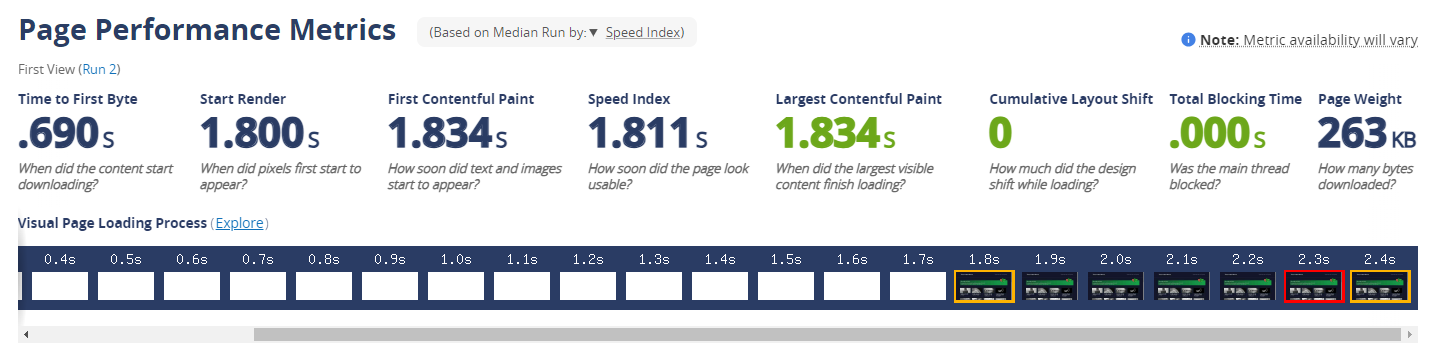 Page Performance Metrics
(Based on Median Run by:▼ Speed Index)
Note: Metric availability will vary
First View (Run 2)
Time to First Byte
.690 S
When did the content start
downloading?
Start Render
1.800 S
When did pixels first start to
appear?
First Contentful Paint
1.834 S
How soon did text and images
start to appear?
Speed Index
1.811 S
How soon did the page look
usable?
Largest Contentful Paint
1.834 S
When did the largest visible
content finish loading?
Cumulative Layout Shift
0
How much did the design
shift while loading?
Total Blocking Time
.000 S
Was the main thread
blocked?
Page Weight
263 KB
How many bytes
downloaded?
Visual Page Loading Process (Explore)
0.4s 0.5s 0.6s 0.7s 0.8s 0.9s 1.0s 1.1s 1.2s 1.3s 1.4s 1.5s 1.6s 1.7s 1.8s 1.9s 2.0s 2.1s 2.2s 2.3s 2.4s